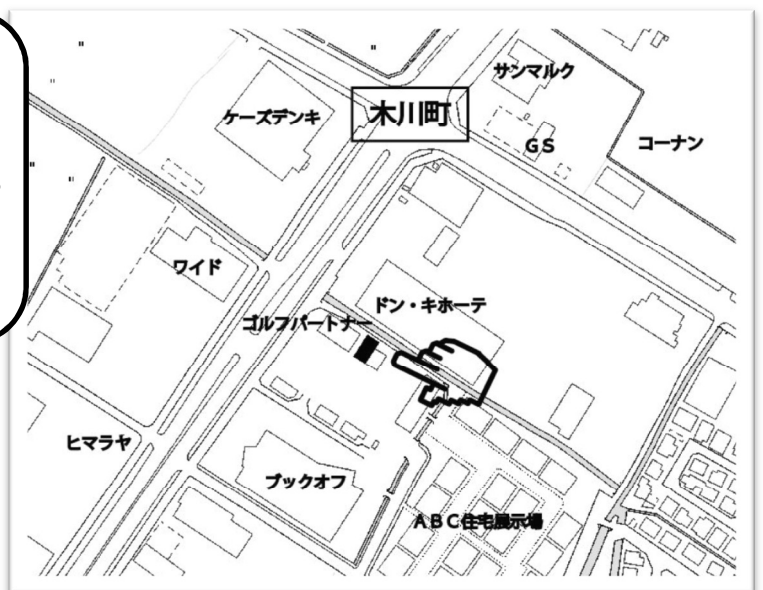 サンマルク
木川町
ケーズデンキ
GS
コーナン
ワイド
ドン・キホーテ
ゴルフパートナー
ヒマラヤ
ブックオフ
ABC住宅展示場